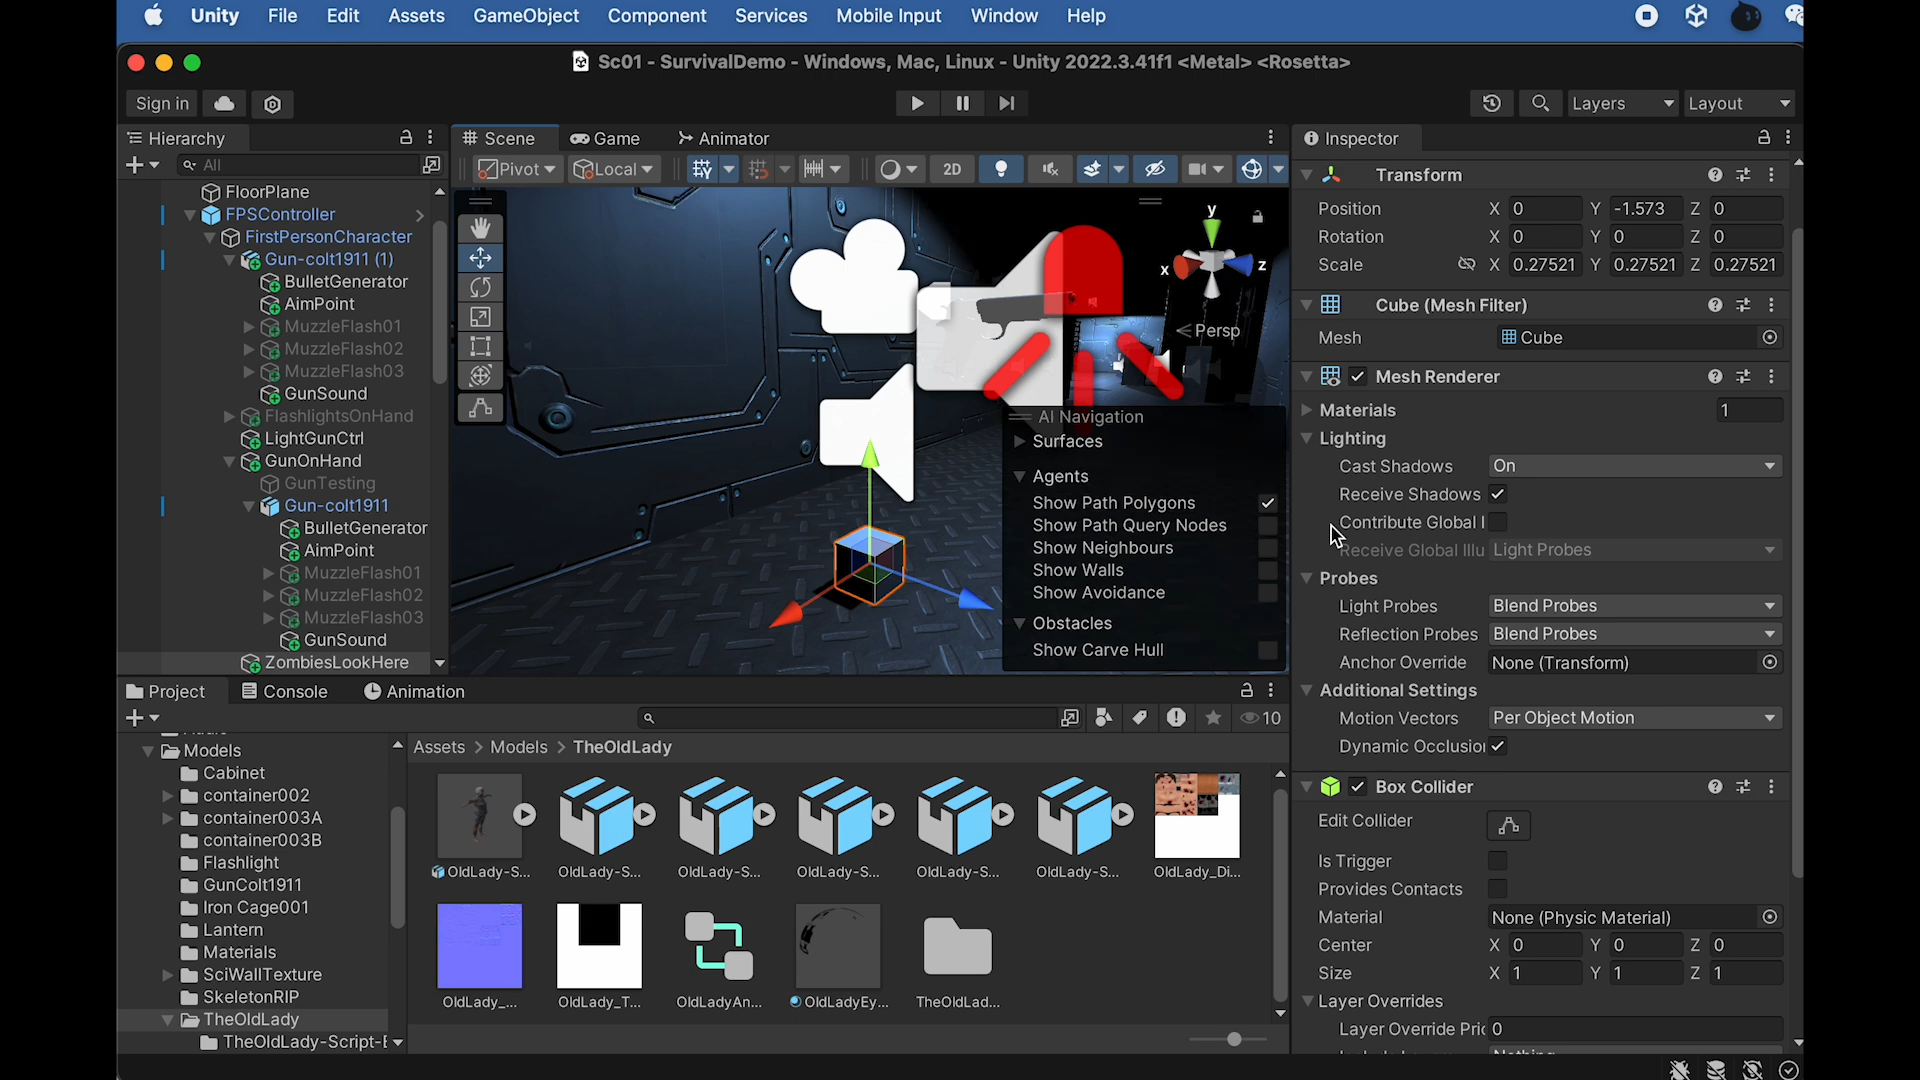 Unity File Edit Assets GameObject Component Services Mobile Input Window Help
Sc01 - SurvivalDemo - Windows, Mac, Linux - Unity 2022.3.41f1 <Metal> <Rosetta>
Sign in
Layers
Layout
Hierarchy
All
FloorPlane
FPSController
FirstPersonCharacter
Gun-colt1911 (1)
BulletGenerator
AimPoint
MuzzleFlash01
MuzzleFlash02
MuzzleFlash03
GunSound
FlashlightsOnHand
LightGunCtrl
GunOnHand
GunTesting
Gun-colt1911
BulletGenerator
AimPoint
MuzzleFlash01
MuzzleFlash02
MuzzleFlash03
GunSound
ZombiesLookHere
Scene
Game
Animator
Pivot
Local
2D
y
x
z
Persp
AI Navigation
Surfaces
Agents
Show Path Polygons
Show Path Query Nodes
Show Neighbours
Show Walls
Show Avoidance
Obstacles
Show Carve Hull
Inspector
Transform
Position X 0 Y -1.573 Z 0
Rotation X 0 Y 0 Z 0
Scale X 0.27521 Y 0.27521 Z 0.27521
Cube (Mesh Filter)
Mesh Cube
Mesh Renderer
Materials 1
Lighting
Cast Shadows On
Receive Shadows
Contribute Global I
Receive Global Illu Light Probes
Probes
Light Probes Blend Probes
Reflection Probes Blend Probes
Anchor Override None (Transform)
Additional Settings
Motion Vectors Per Object Motion
Dynamic Occlusion
Box Collider
Edit Collider
Is Trigger
Provides Contacts
Material None (Physic Material)
Center X 0 Y 0 Z 0
Size X 1 Y 1 Z 1
Layer Overrides
Layer Override Pric 0
Project
Console
Animation
10
Models
Cabinet
container002
container003A
container003B
Flashlight
GunColt1911
Iron Cage001
Lantern
Materials
SciWallTexture
SkeletonRIP
TheOldLady
TheOldLady-Script-E
Assets > Models > TheOldLady
OldLady-S... OldLady-S... OldLady-S... OldLady-S... OldLady-S... OldLady-S... OldLady_Di...
OldLady_... OldLady_T... OldLadyAn... OldLadyEy... TheOldLad...